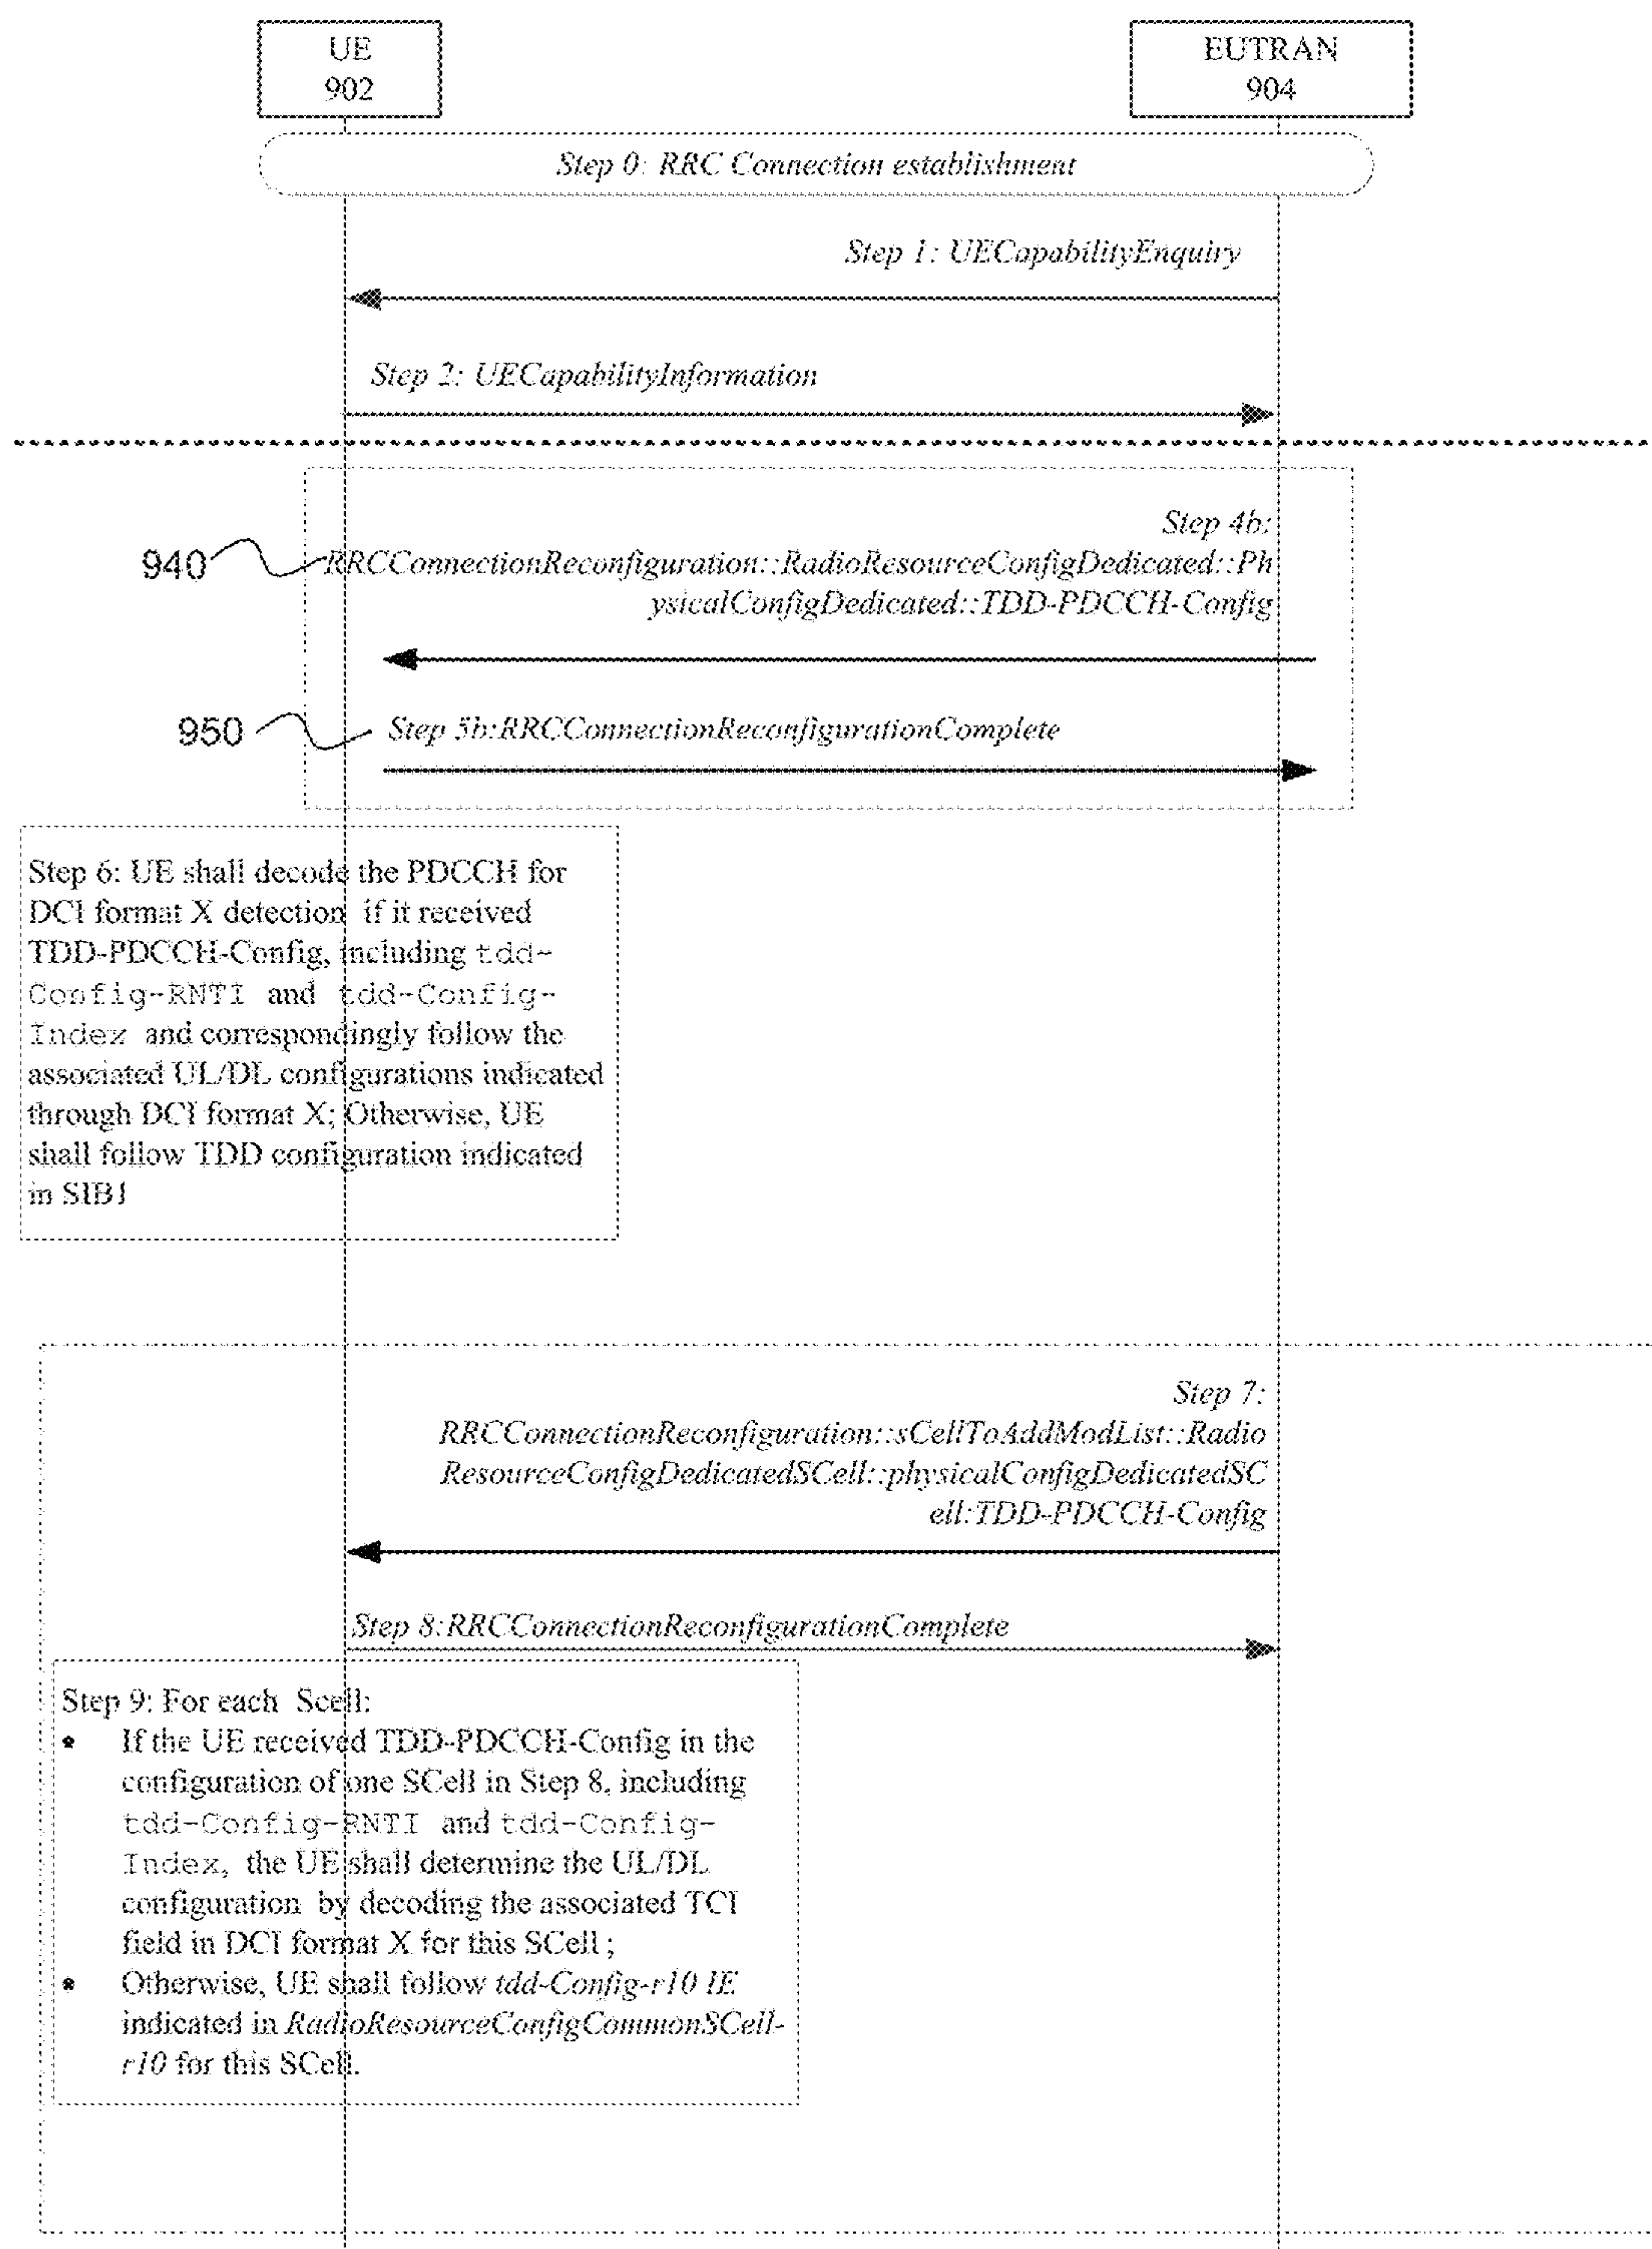 UE
902
EUTRAN
904
Step 0: RRC Connection establishment
Step 1: UECapabilityEnquiry
Step 2: UECapabilityInformation
Step 4b:
940
RRCConnectionReconfiguration::RadioResourceConfigDedicated::Ph
ysicalConfigDedicated::TDD-PDCCH-Config
950
Step 5b:RRCConnectionReconfigurationComplete
Step 6: UE shall decode the PDCCH for
DCI format X detection if it received
TDD-PDCCH-Config, including tdd-
Config-RNTI and tdd-Config-
Index and correspondingly follow the
associated UL/DL configurations indicated
through DCI format X; Otherwise, UE
shall follow TDD configuration indicated
in SIB1
Step 7:
RRCConnectionReconfiguration::sCellToAddModList::Radio
ResourceConfigDedicatedSCell::physicalConfigDedicatedSC
ell:TDD-PDCCH-Config
Step 8:RRCConnectionReconfigurationComplete
Step 9: For each Scell:
• If the UE received TDD-PDCCH-Config in the
configuration of one SCell in Step 8, including
tdd-Config-RNTI and tdd-Config-
Index, the UE shall determine the UL/DL
configuration by decoding the associated TCI
field in DCI format X for this SCell ;
• Otherwise, UE shall follow tdd-Config-r10 IE
indicated in RadioResourceConfigCommonSCell-
r10 for this SCell.